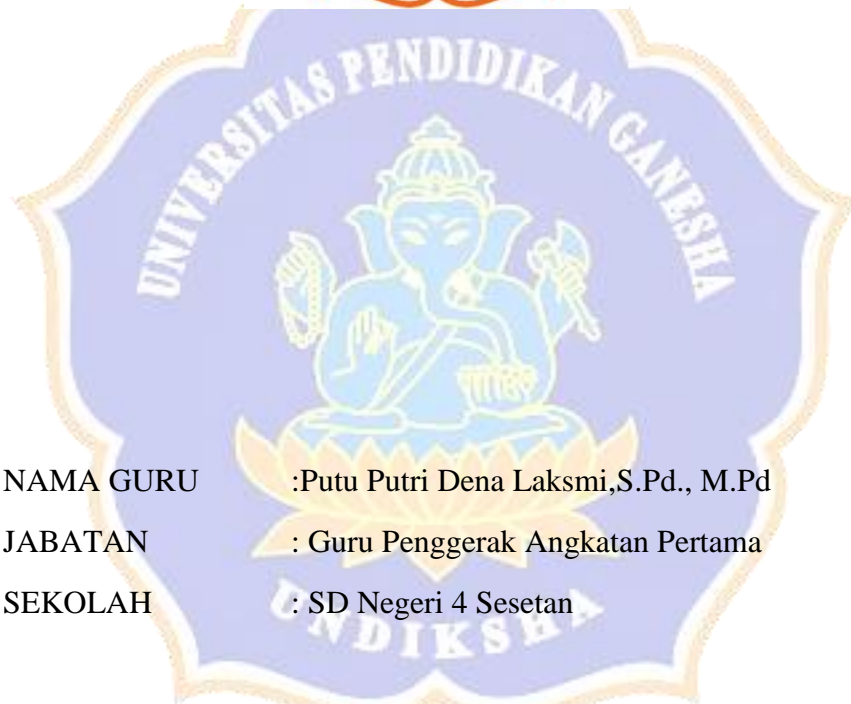 UNIVERSITAS PENDIDIKAN GANESHA
NAMA GURU :Putu Putri Dena Laksmi,S.Pd., M.Pd
JABATAN : Guru Penggerak Angkatan Pertama
SEKOLAH : SD Negeri 4 Sesetan
UNDIKSHA